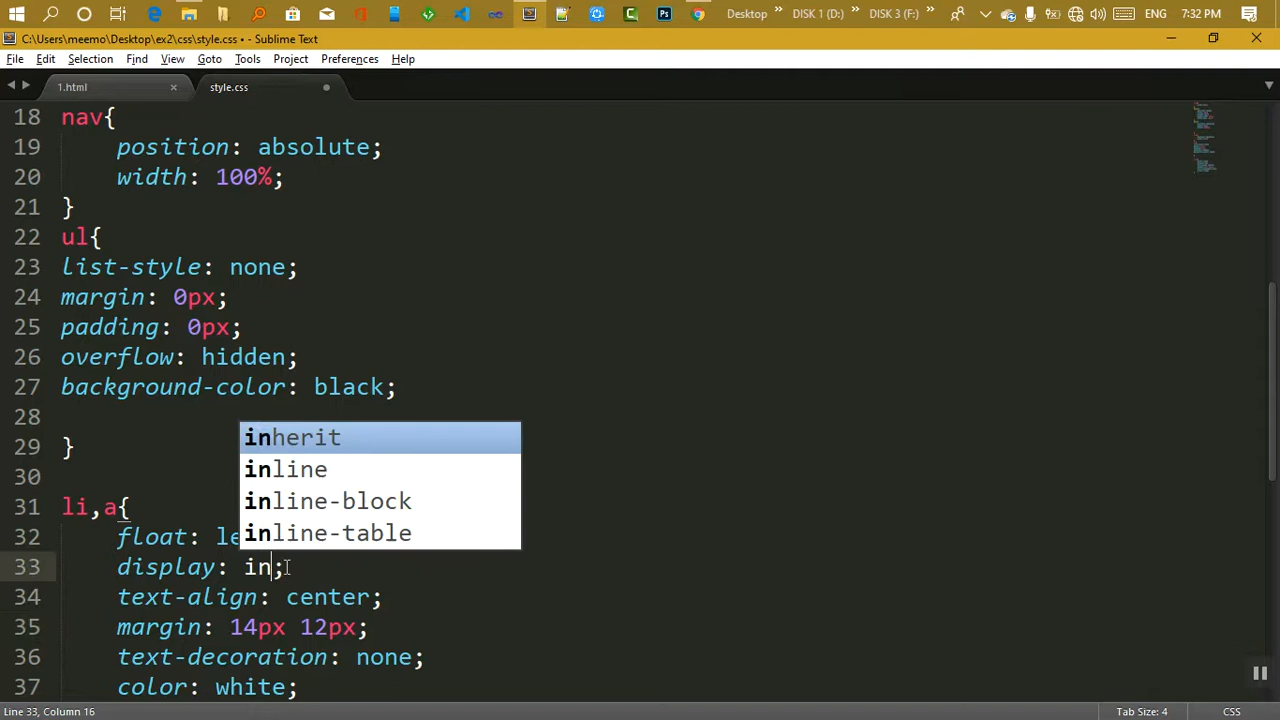 Desktop » DISK 1 (D:) » DISK 3 (F:) » ENG 7:32 PM
C:\Users\meemo\Desktop\ex2\css\style.css • - Sublime Text
File Edit Selection Find View Goto Tools Project Preferences Help
1.html × style.css
18 nav{
19 position: absolute;
20 width: 100%;
21 }
22 ul{
23 list-style: none;
24 margin: 0px;
25 padding: 0px;
26 overflow: hidden;
27 background-color: black;
28
29 }
30
31 li,a{
32 float: le
33 display: in;
34 text-align: center;
35 margin: 14px 12px;
36 text-decoration: none;
37 color: white;
inherit
inline
inline-block
inline-table
Line 33, Column 16 Tab Size: 4 CSS